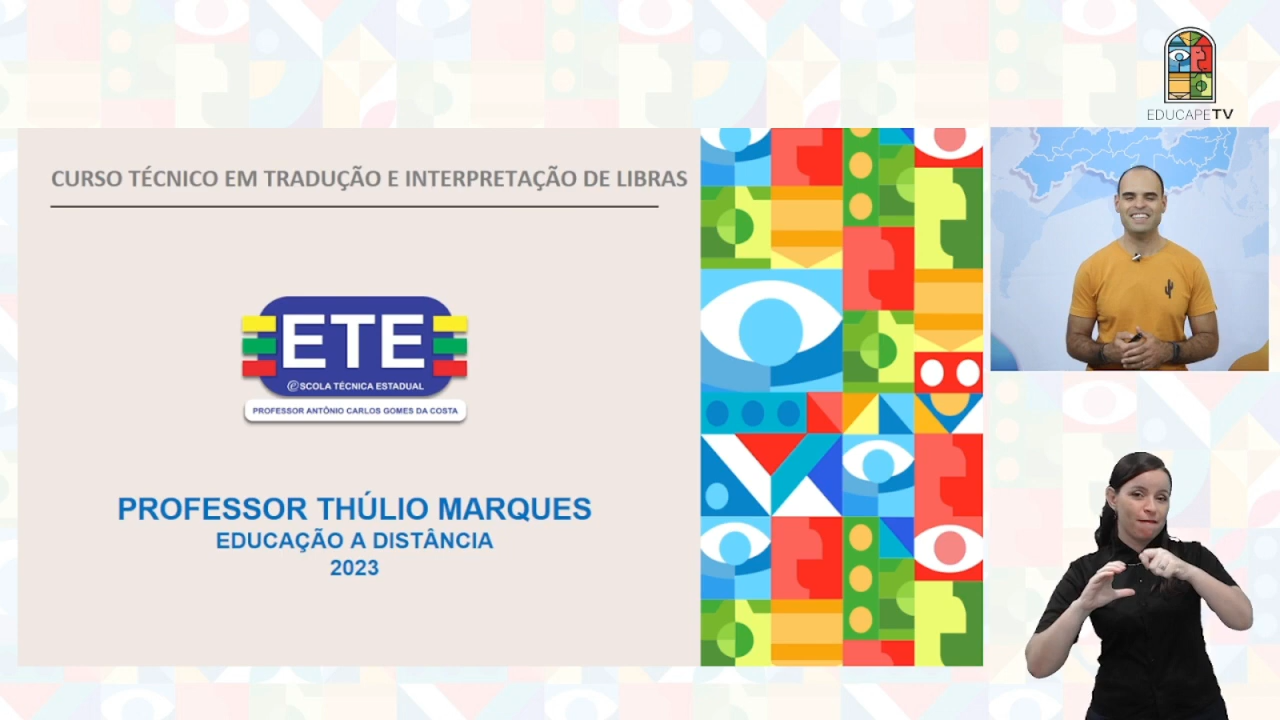 EDUCAPETV
CURSO TÉCNICO EM TRADUÇÃO E INTERPRETAÇÃO DE LIBRAS
ETE
eSCOLA TÉCNICA ESTADUAL
PROFESSOR ANTÔNIO CARLOS GOMES DA COSTA
PROFESSOR THÚLIO MARQUES
EDUCAÇÃO A DISTÂNCIA
2023